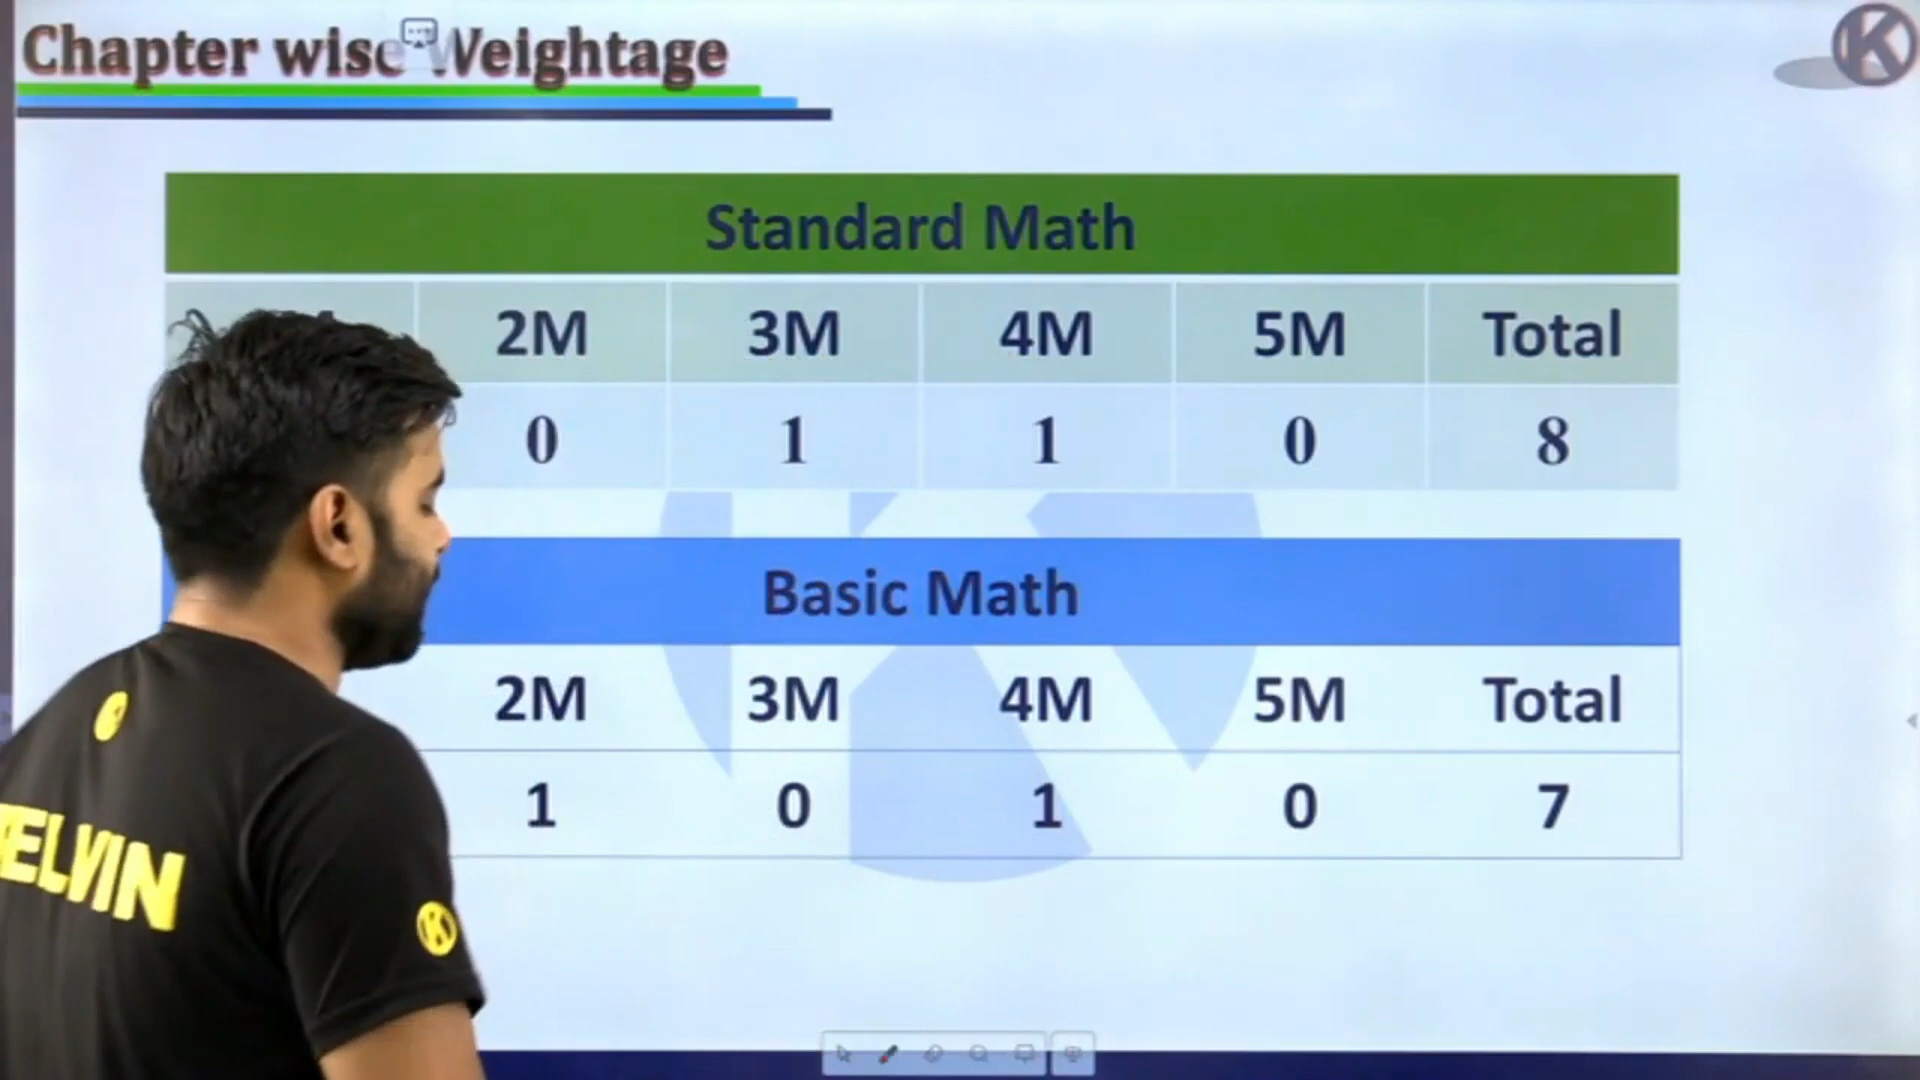 Chapter wise Weightage
K
Standard Math
2M 3M 4M 5M Total
0 1 1 0 8
Basic Math
2M 3M 4M 5M Total
1 0 1 0 7
ELVIN
K